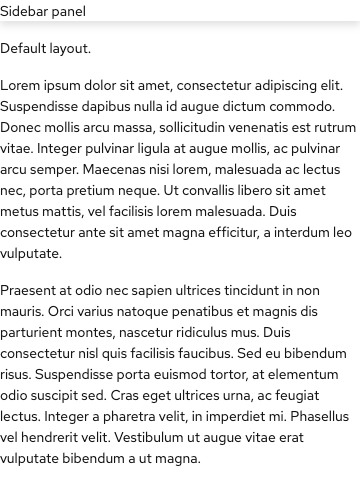 Sidebar panel
Default layout.
Lorem ipsum dolor sit amet, consectetur adipiscing elit.
Suspendisse dapibus nulla id augue dictum commodo.
Donec mollis arcu massa, sollicitudin venenatis est rutrum
vitae. Integer pulvinar ligula at augue mollis, ac pulvinar
arcu semper. Maecenas nisi lorem, malesuada ac lectus
nec, porta pretium neque. Ut convallis libero sit amet
metus mattis, vel facilisis lorem malesuada. Duis
consectetur ante sit amet magna efficitur, a interdum leo
vulputate.
Praesent at odio nec sapien ultrices tincidunt in non
mauris. Orci varius natoque penatibus et magnis dis
parturient montes, nascetur ridiculus mus. Duis
consectetur nisl quis facilisis faucibus. Sed eu bibendum
risus. Suspendisse porta euismod tortor, at elementum
odio suscipit sed. Cras eget ultrices urna, ac feugiat
lectus. Integer a pharetra velit, in imperdiet mi. Phasellus
vel hendrerit velit. Vestibulum ut augue vitae erat
vulputate bibendum a ut magna.